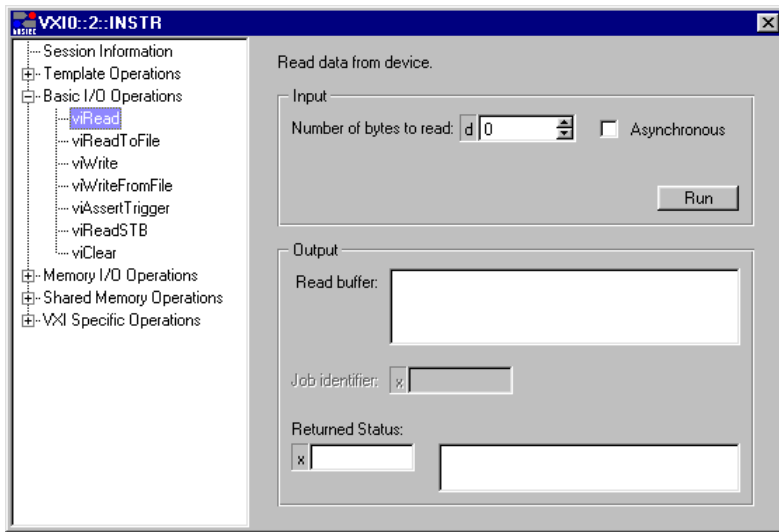 VXI0::2::INSTR
Session Information
Template Operations
Basic I/O Operations
viRead
viReadToFile
viWrite
viWriteFromFile
viAssertTrigger
viReadSTB
viClear
Memory I/O Operations
Shared Memory Operations
VXI Specific Operations
Read data from device.
Input
Number of bytes to read: d 0 Asynchronous
Run
Output
Read buffer:
Job identifier: x
Returned Status:
x